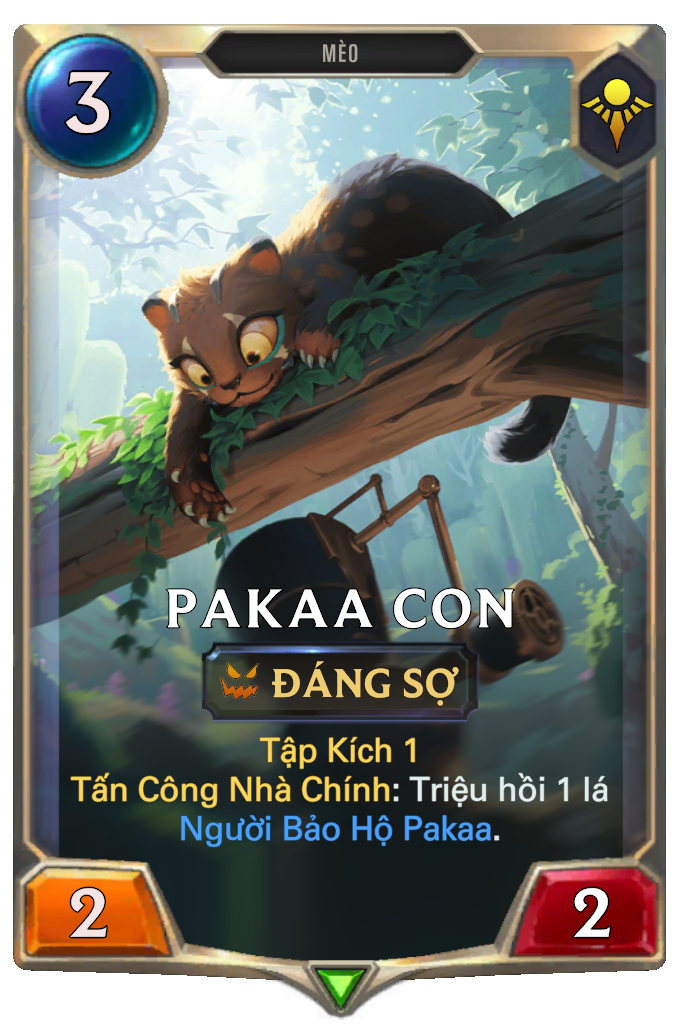 3
MÈO
PAKAA CON
ĐÁNG SỢ
Tập Kích 1
Tấn Công Nhà Chính: Triệu hồi 1 lá
Người Bảo Hộ Pakaa.
2
2